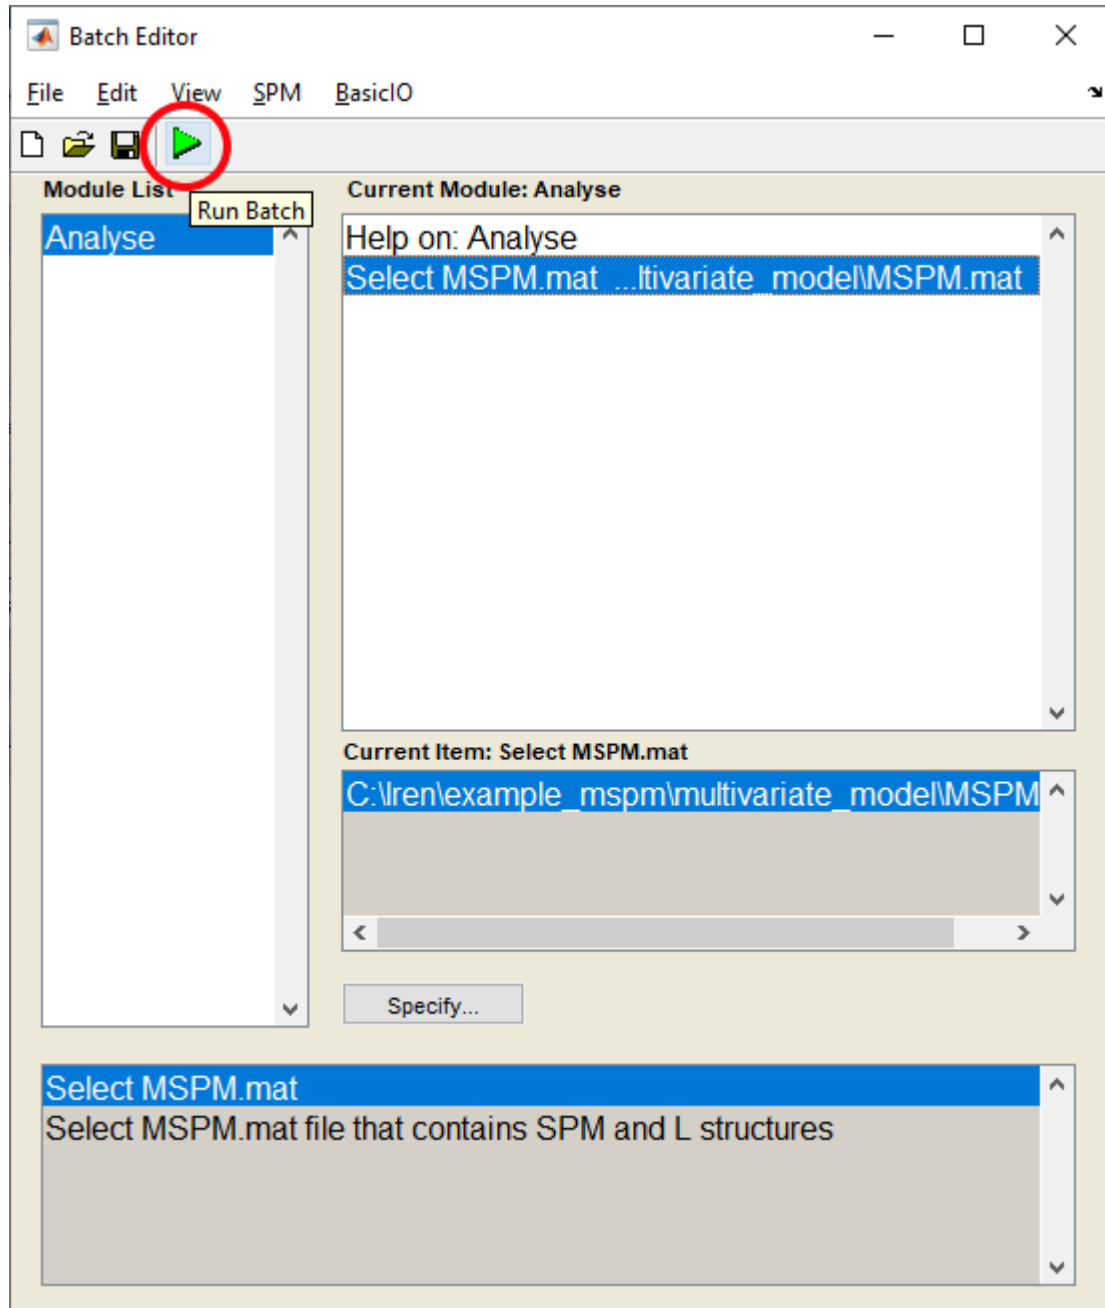 Batch Editor
File Edit View SPM BasicIO
Run Batch
Module List
Analyse
Current Module: Analyse
Help on: Analyse
Select MSPM.mat ...ltivariate_model\MSPM.mat
Current Item: Select MSPM.mat
C:\lren\example_mspm\multivariate_model\MSPM
Specify...
Select MSPM.mat
Select MSPM.mat file that contains SPM and L structures